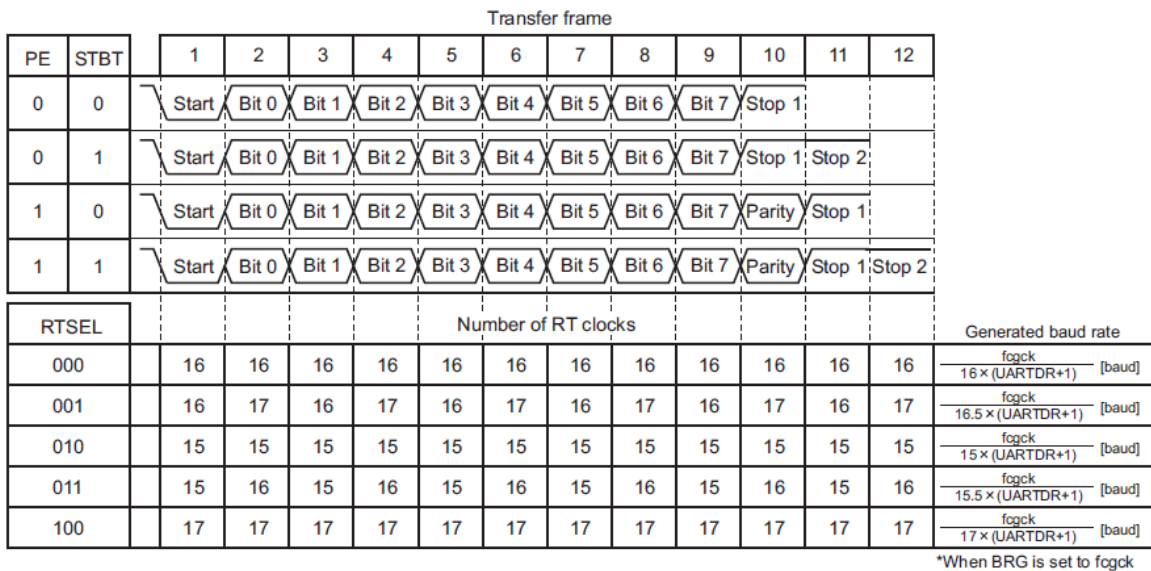 Transfer frame
PE STBT 1 2 3 4 5 6 7 8 9 10 11 12
0 0 Start Bit 0 Bit 1 Bit 2 Bit 3 Bit 4 Bit 5 Bit 6 Bit 7 Stop 1
0 1 Start Bit 0 Bit 1 Bit 2 Bit 3 Bit 4 Bit 5 Bit 6 Bit 7 Stop 1 Stop 2
1 0 Start Bit 0 Bit 1 Bit 2 Bit 3 Bit 4 Bit 5 Bit 6 Bit 7 Parity Stop 1
1 1 Start Bit 0 Bit 1 Bit 2 Bit 3 Bit 4 Bit 5 Bit 6 Bit 7 Parity Stop 1 Stop 2
RTSEL Number of RT clocks Generated baud rate
000 16 16 16 16 16 16 16 16 16 16 16 16 fcgck / 16×(UARTDR+1) [baud]
001 16 17 16 17 16 17 16 17 16 17 16 17 fcgck / 16.5×(UARTDR+1) [baud]
010 15 15 15 15 15 15 15 15 15 15 15 15 fcgck / 15×(UARTDR+1) [baud]
011 15 16 15 16 15 16 15 16 15 16 15 16 fcgck / 15.5×(UARTDR+1) [baud]
100 17 17 17 17 17 17 17 17 17 17 17 17 fcgck / 17×(UARTDR+1) [baud]
*When BRG is set to fcgck